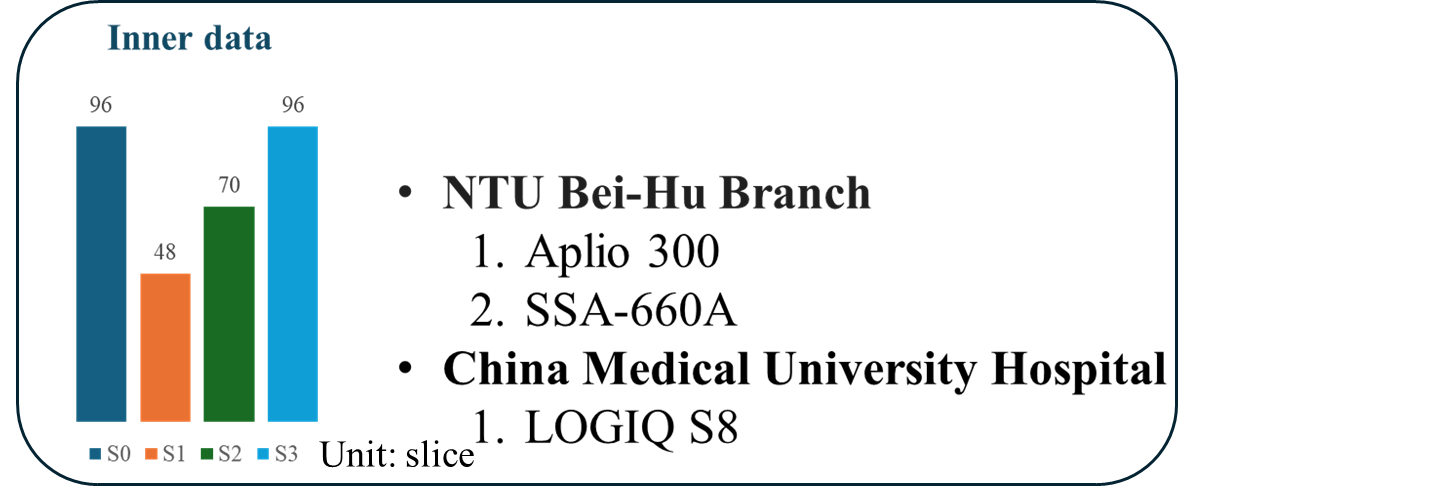 Inner data
96
48
70
96
S0 S1 S2 S3
Unit: slice
• NTU Bei-Hu Branch
1. Aplio 300
2. SSA-660A
• China Medical University Hospital
1. LOGIQ S8